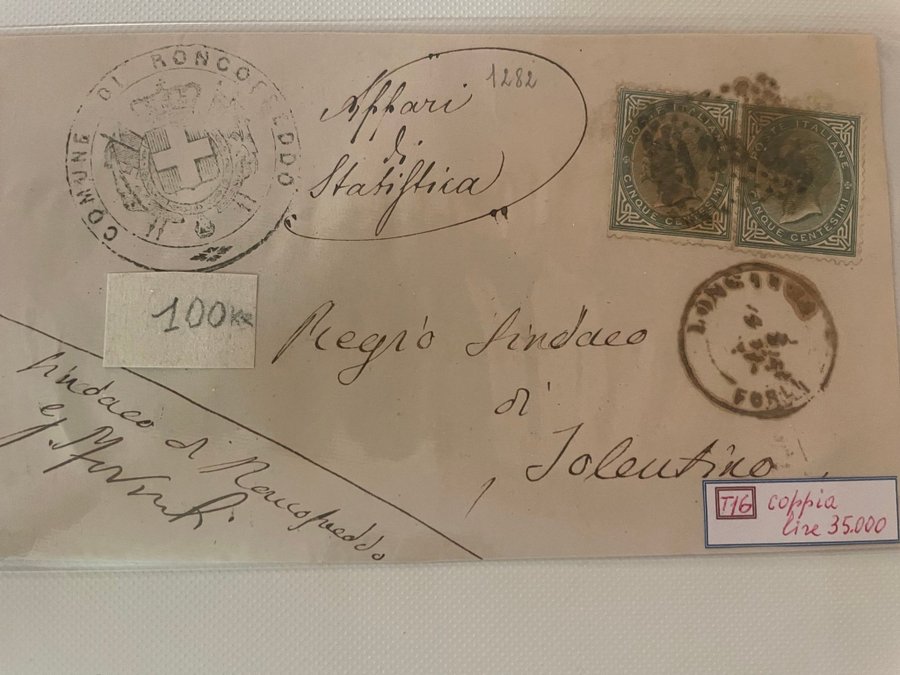 COMUNE DI RONCOFREDDO
Affari
di
Statistica
1282
POSTE ITALIANE
CINQUE CENTESIMI
POSTE ITALIANE
CINQUE CENTESIMI
100
Regio Sindaco
di
Tolentino
FORLI
Sindaco di Roncofreddo
T16 coppia
lire 35.000